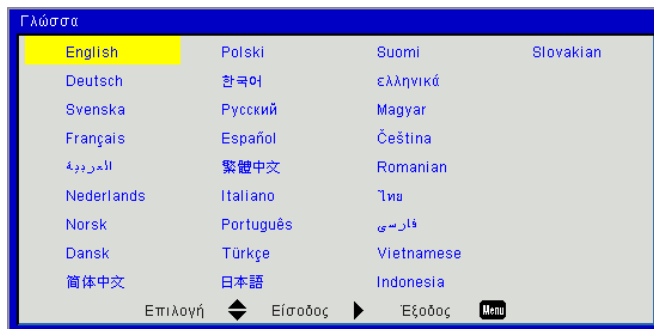 Γλώσσα
English Polski Suomi Slovakian
Deutsch 한국어 ελληνικά
Svenska Русский Magyar
Français Español Čeština
العربية 繁體中文 Romanian
Nederlands Italiano ไทย
Norsk Português فارسی
Dansk Türkçe Vietnamese
简体中文 日本語 Indonesia
Επιλογή Είσοδος Έξοδος Menu